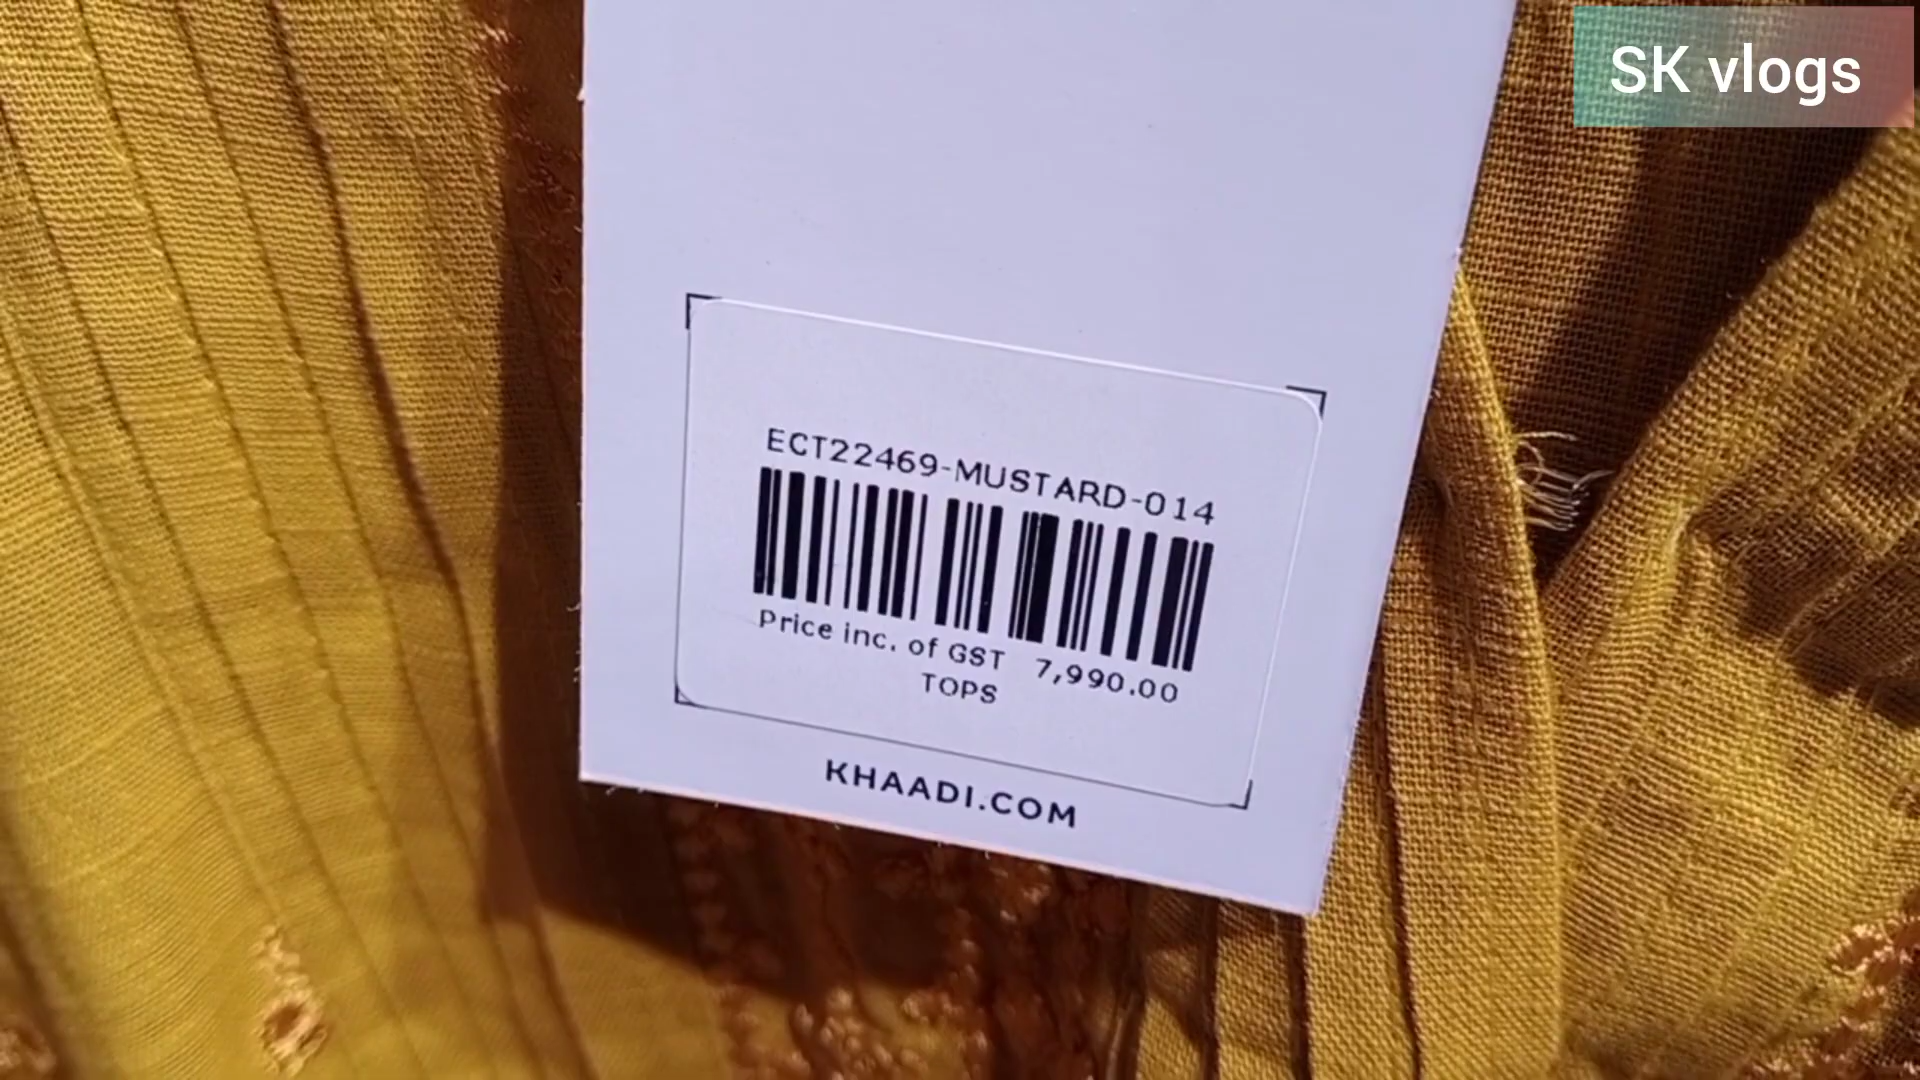 SK vlogs
ECT22469-MUSTARD-014
Price inc. of GST 7,990.00
TOPS
KHAADI.COM